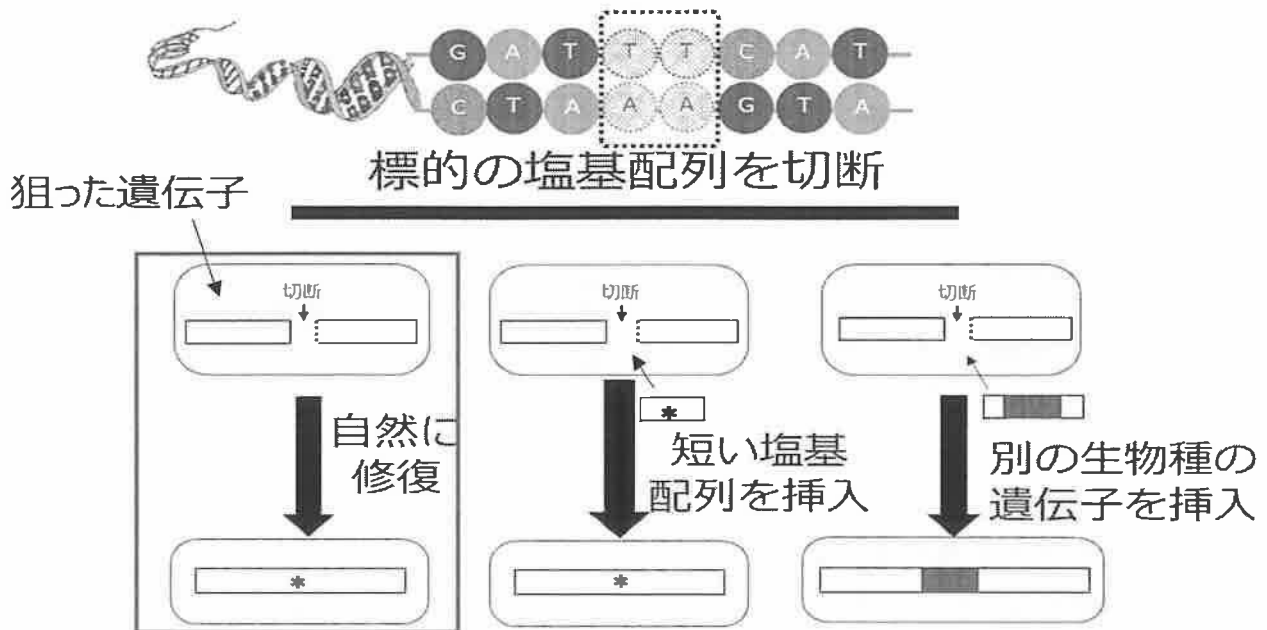 G A T T T C A T
C T A A A G T A
標的の塩基配列を切断
狙った遺伝子
切断
切断
切断
*
自然に
修復
短い塩基
配列を挿入
別の生物種の
遺伝子を挿入
*
*